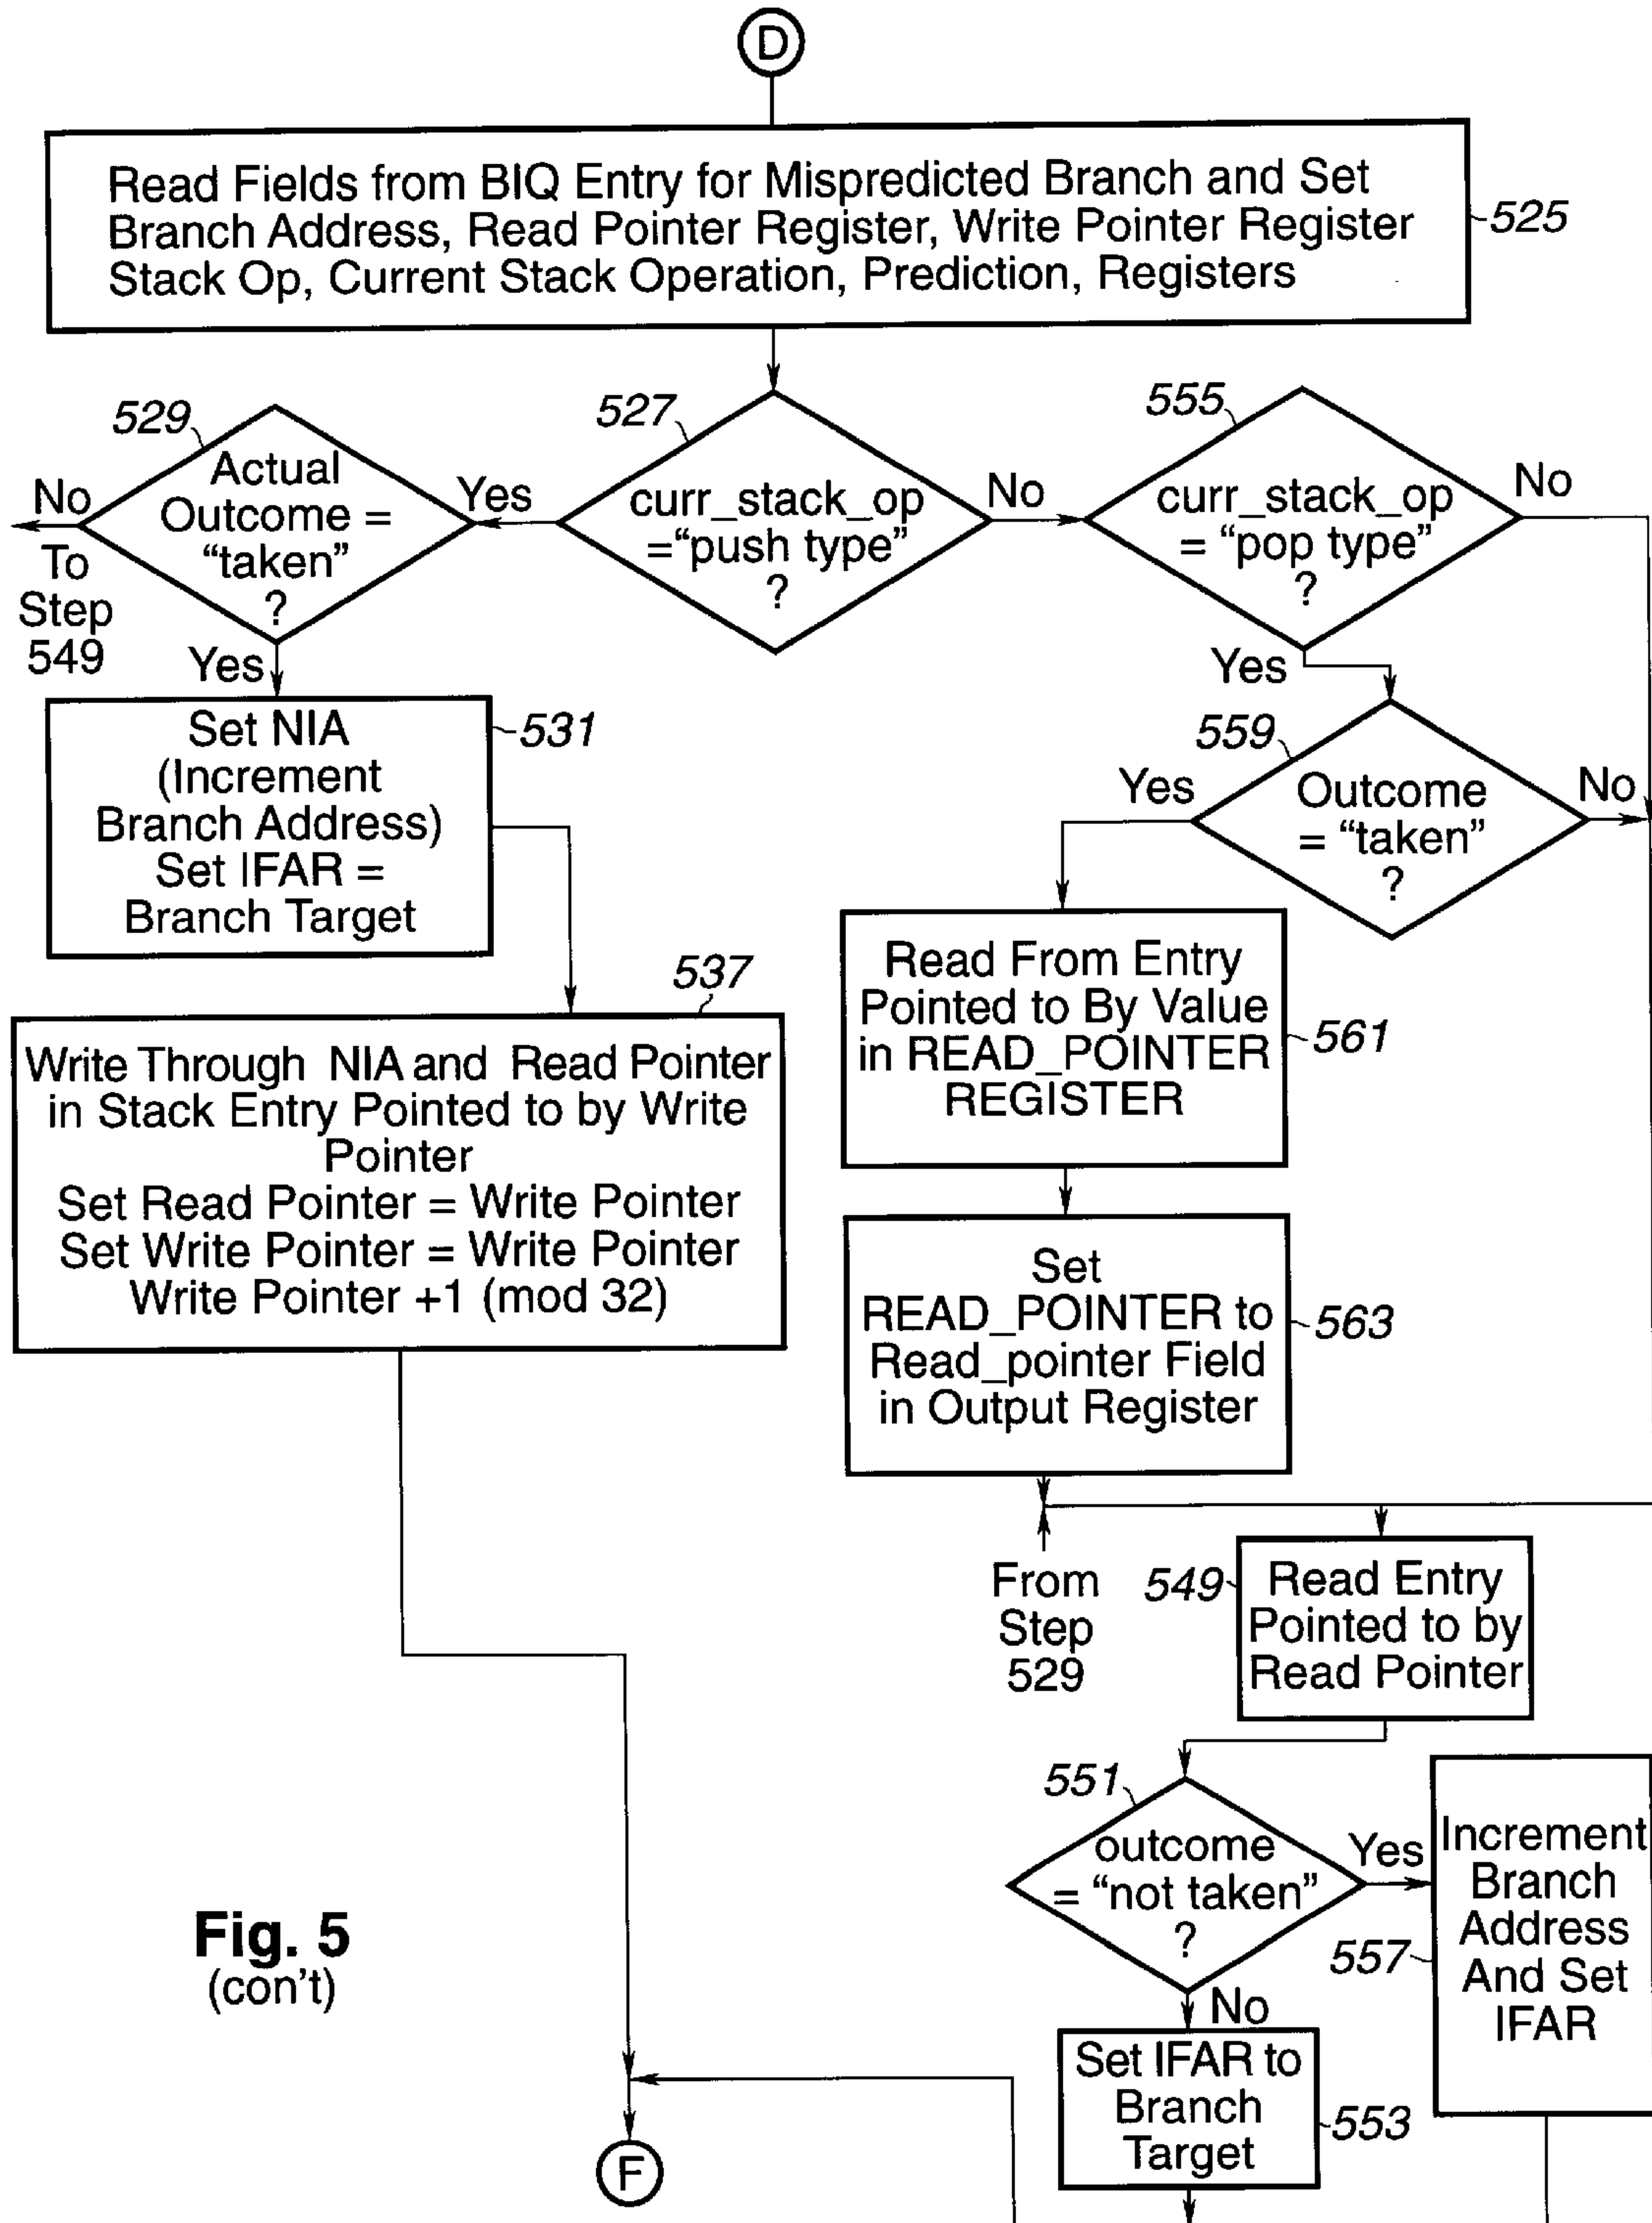 D
Read Fields from BIQ Entry for Mispredicted Branch and Set
Branch Address, Read Pointer Register, Write Pointer Register
Stack Op, Current Stack Operation, Prediction, Registers
525
529
Actual
Outcome =
“taken”
?
No
To
Step
549
Yes
Yes
527
curr_stack_op
=“push type”
?
No
555
curr_stack_op
= “pop type”
?
No
Yes
Set NIA
(Increment
Branch Address)
Set IFAR =
Branch Target
531
559
Outcome
= “taken”
?
Yes
No
537
Write Through NIA and Read Pointer
in Stack Entry Pointed to by Write
Pointer
Set Read Pointer = Write Pointer
Set Write Pointer = Write Pointer
Write Pointer +1 (mod 32)
Read From Entry
Pointed to By Value
in READ_POINTER
REGISTER
561
Set
READ_POINTER to
Read_pointer Field
in Output Register
563
From
Step
529
549
Read Entry
Pointed to by
Read Pointer
551
outcome
= “not taken”
?
Yes
No
Increment
Branch
Address
And Set
IFAR
557
Set IFAR to
Branch
Target
553
Fig. 5
(con't)
F